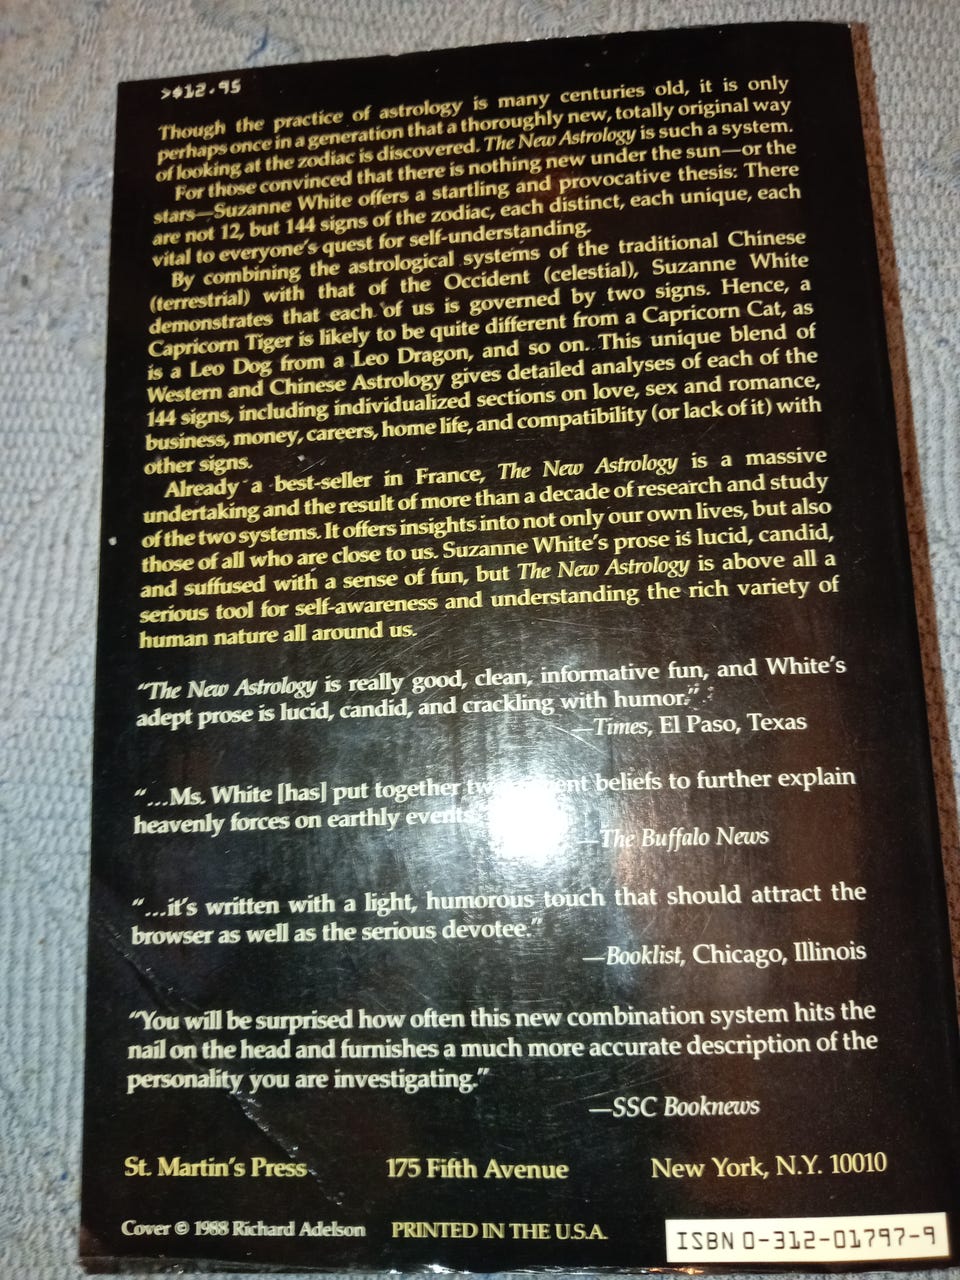 >$12.95
Though the practice of astrology is many centuries old, it is only
perhaps once in a generation that a thoroughly new, totally original way
of looking at the zodiac is discovered. The New Astrology is such a system.
For those convinced that there is nothing new under the sun—or the
stars—Suzanne White offers a startling and provocative thesis: There
are not 12, but 144 signs of the zodiac, each distinct, each unique, each
vital to everyone's quest for self-understanding.
By combining the astrological systems of the traditional Chinese
(terrestrial) with that of the Occident (celestial), Suzanne White
demonstrates that each of us is governed by two signs. Hence, a
Capricorn Tiger is likely to be quite different from a Capricorn Cat, as
is a Leo Dog from a Leo Dragon, and so on. This unique blend of
Western and Chinese Astrology gives detailed analyses of each of the
144 signs, including individualized sections on love, sex and romance,
business, money, careers, home life, and compatibility (or lack of it) with
other signs.
Already a best-seller in France, The New Astrology is a massive
undertaking and the result of more than a decade of research and study
of the two systems. It offers insights into not only our own lives, but also
those of all who are close to us. Suzanne White's prose is lucid, candid,
and suffused with a sense of fun, but The New Astrology is above all a
serious tool for self-awareness and understanding the rich variety of
human nature all around us.
"The New Astrology is really good, clean, informative fun, and White's
adept prose is lucid, candid, and crackling with humor."
—Times, El Paso, Texas
"...Ms. White [has] put together beliefs to further explain
heavenly forces on earthly
—The Buffalo News
"...it's written with a light, humorous touch that should attract the
browser as well as the serious devotee."
—Booklist, Chicago, Illinois
"You will be surprised how often this new combination system hits the
nail on the head and furnishes a much more accurate description of the
personality you are investigating."
—SSC Booknews
St. Martin's Press 175 Fifth Avenue New York, N.Y. 10010
Cover © 1988 Richard Adelson PRINTED IN THE U.S.A.
ISBN 0-312-01797-9